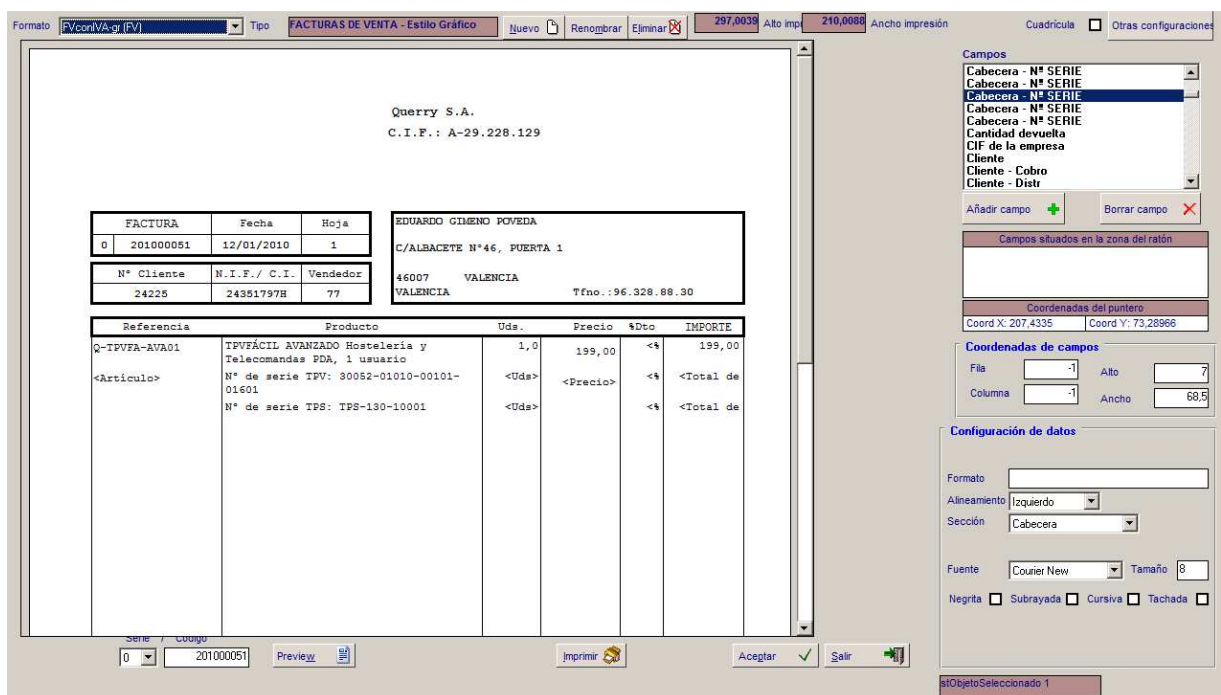 Formato FVconIVA-gr (FV) Tipo FACTURAS DE VENTA - Estilo Gráfico Nuevo Renombrar Eliminar 297,0039 Alto imp 210,0088 Ancho impresión Cuadrícula Otras configuraciones
Querry S.A.
C.I.F.: A-29.228.129
FACTURA Fecha Hoja
0 201000051 12/01/2010 1
Nº Cliente N.I.F./ C.I. Vendedor
24225 24351797H 77
EDUARDO GIMENO POVEDA
C/ALBACETE Nº46, PUERTA 1
46007 VALENCIA
VALENCIA Tfno.:96.328.88.30
Referencia Producto Uds. Precio %Dto IMPORTE
Q-TPVFA-AVA01 TPVFÁCIL AVANZADO Hostelería y 1,0 199,00 <% 199,00
Telecomandas PDA, 1 usuario
<Artículo> Nº de serie TPV: 30052-01010-00101- <Uds> <Precio> <% <Total de
01601
Nº de serie TPS: TPS-130-10001 <Uds> <% <Total de
Serie / Código
0 201000051 Preview Imprimir Aceptar Salir
Campos
Cabecera - Nº SERIE
Cabecera - Nº SERIE
Cabecera - Nº SERIE
Cabecera - Nº SERIE
Cabecera - Nº SERIE
Cantidad devuelta
CIF de la empresa
Cliente
Cliente - Cobro
Cliente - Distr
Añadir campo Borrar campo
Campos situados en la zona del ratón
Coordenadas del puntero
Coord X: 207,4335 Coord Y: 73,28966
Coordenadas de campos
Fila -1 Alto 7
Columna -1 Ancho 68,5
Configuración de datos
Formato
Alineamiento Izquierdo
Sección Cabecera
Fuente Courier New Tamaño 8
Negrita Subrayada Cursiva Tachada
stObjetoSeleccionado 1